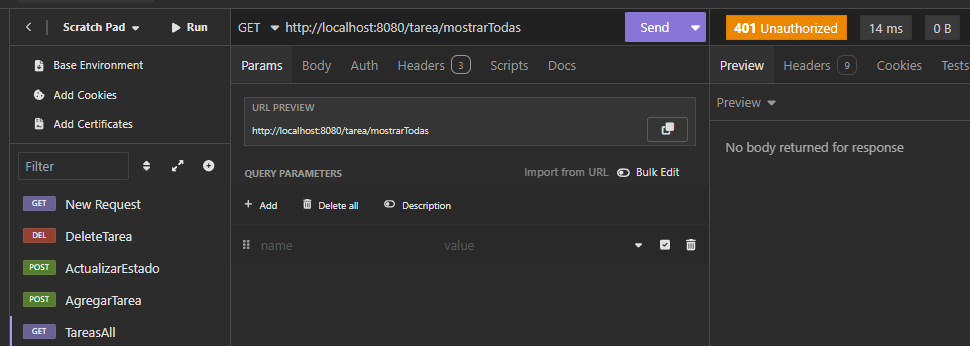 Scratch Pad
Run
Base Environment
Add Cookies
Add Certificates
Filter
GET New Request
DEL DeleteTarea
POST ActualizarEstado
POST AgregarTarea
GET TareasAll
GET http://localhost:8080/tarea/mostrarTodas Send
Params Body Auth Headers 3 Scripts Docs
URL PREVIEW
http://localhost:8080/tarea/mostrarTodas
QUERY PARAMETERS Import from URL Bulk Edit
Add Delete all Description
name value
401 Unauthorized 14 ms 0 B
Preview Headers 9 Cookies Tests
Preview
No body returned for response